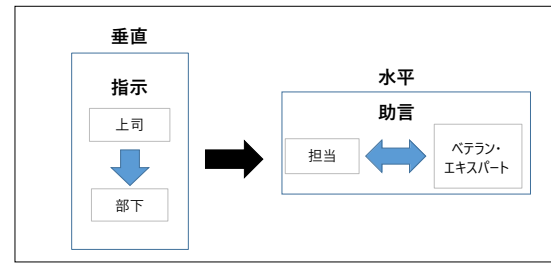 垂直
指示
上司
部下
水平
助言
担当
ベテラン・
エキスパート